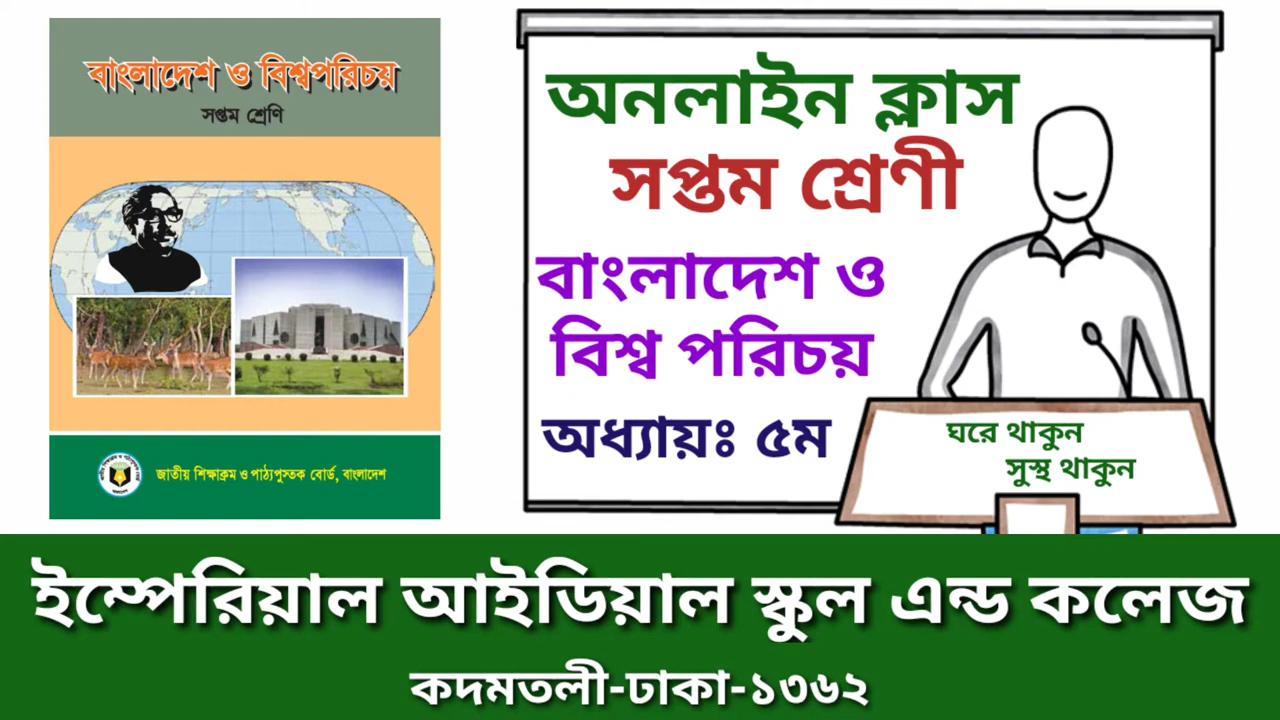 বাংলাদেশ ও বিশ্বপরিচয়
সপ্তম শ্রেণি
জাতীয় শিক্ষাক্রম ও পাঠ্যপুস্তক বোর্ড, বাংলাদেশ
অনলাইন ক্লাস
সপ্তম শ্রেণী
বাংলাদেশ ও
বিশ্ব পরিচয়
অধ্যায়ঃ ৫ম
ঘরে থাকুন
সুস্থ থাকুন
ইম্পেরিয়াল আইডিয়াল স্কুল এন্ড কলেজ
কদমতলী-ঢাকা-১৩৬২